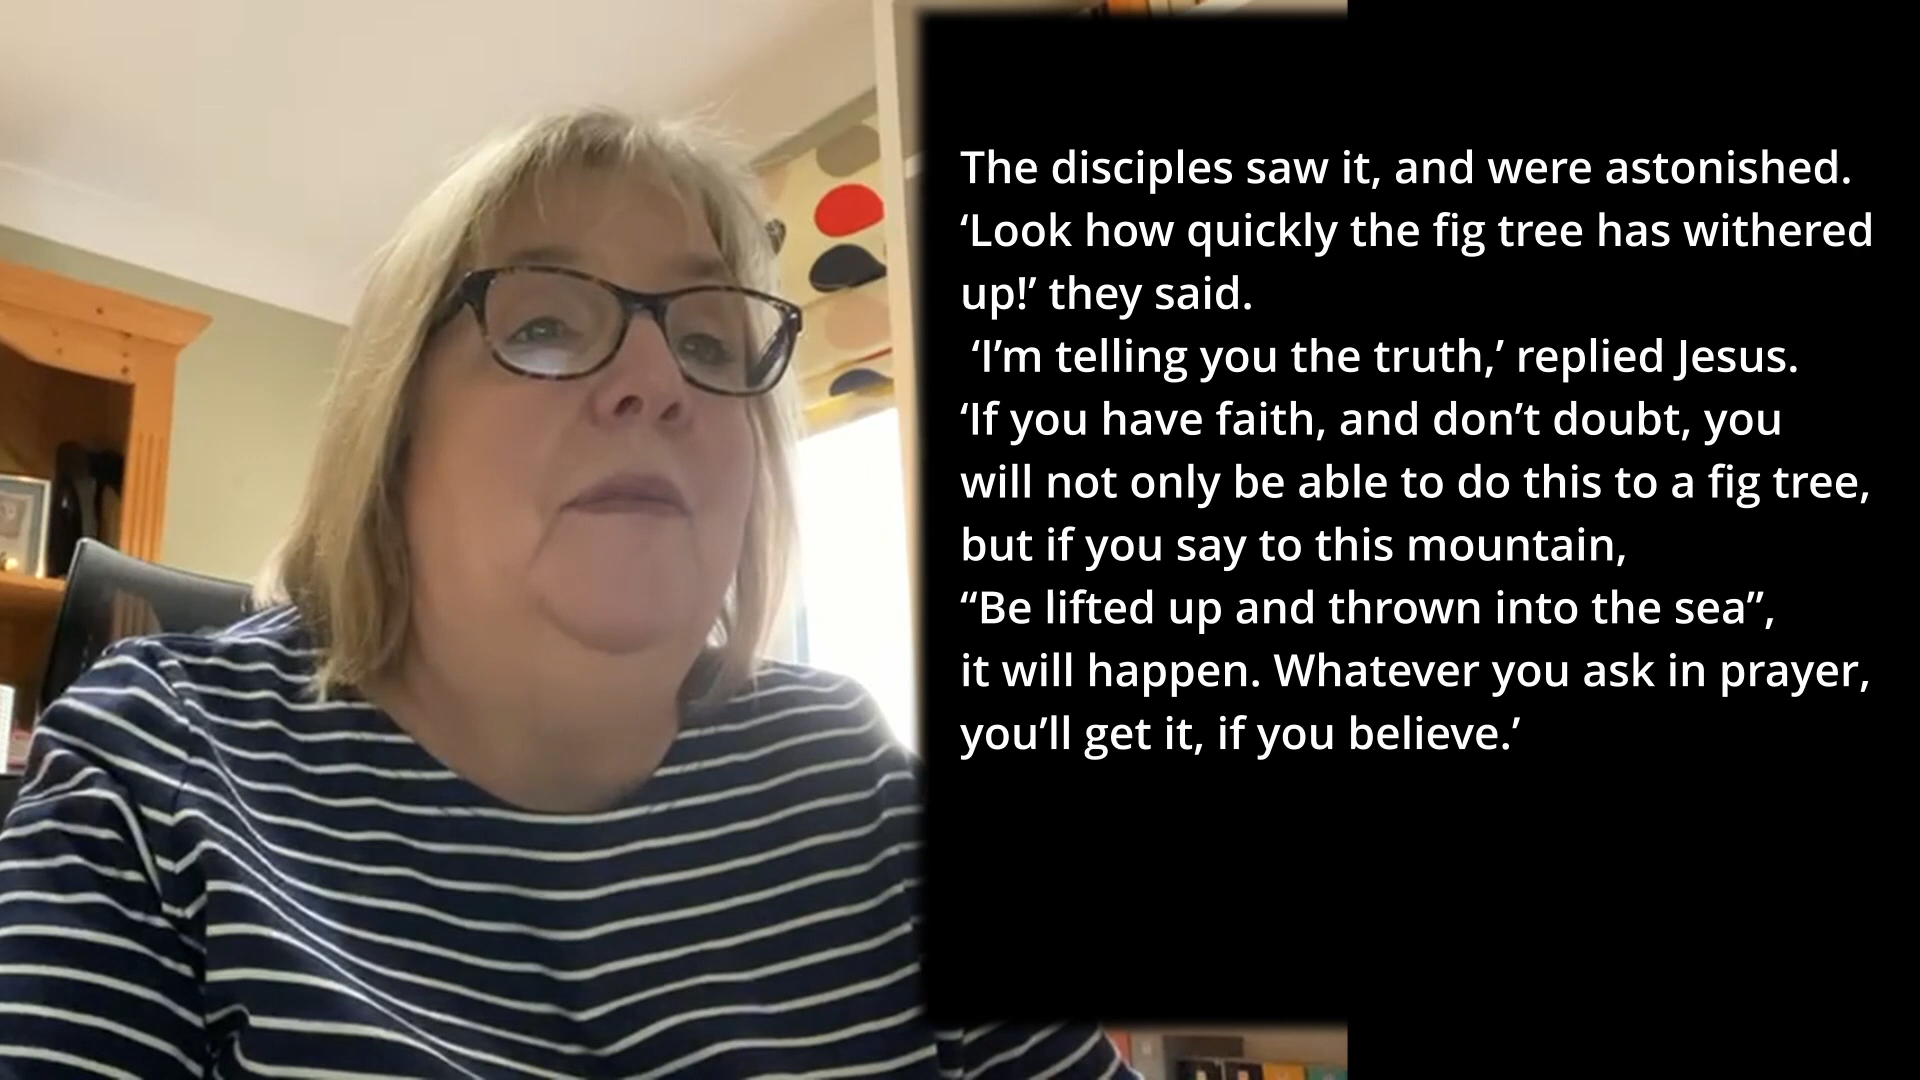 The disciples saw it, and were astonished.
‘Look how quickly the fig tree has withered
up!’ they said.
‘I’m telling you the truth,’ replied Jesus.
‘If you have faith, and don’t doubt, you
will not only be able to do this to a fig tree,
but if you say to this mountain,
“Be lifted up and thrown into the sea”,
it will happen. Whatever you ask in prayer,
you’ll get it, if you believe.’